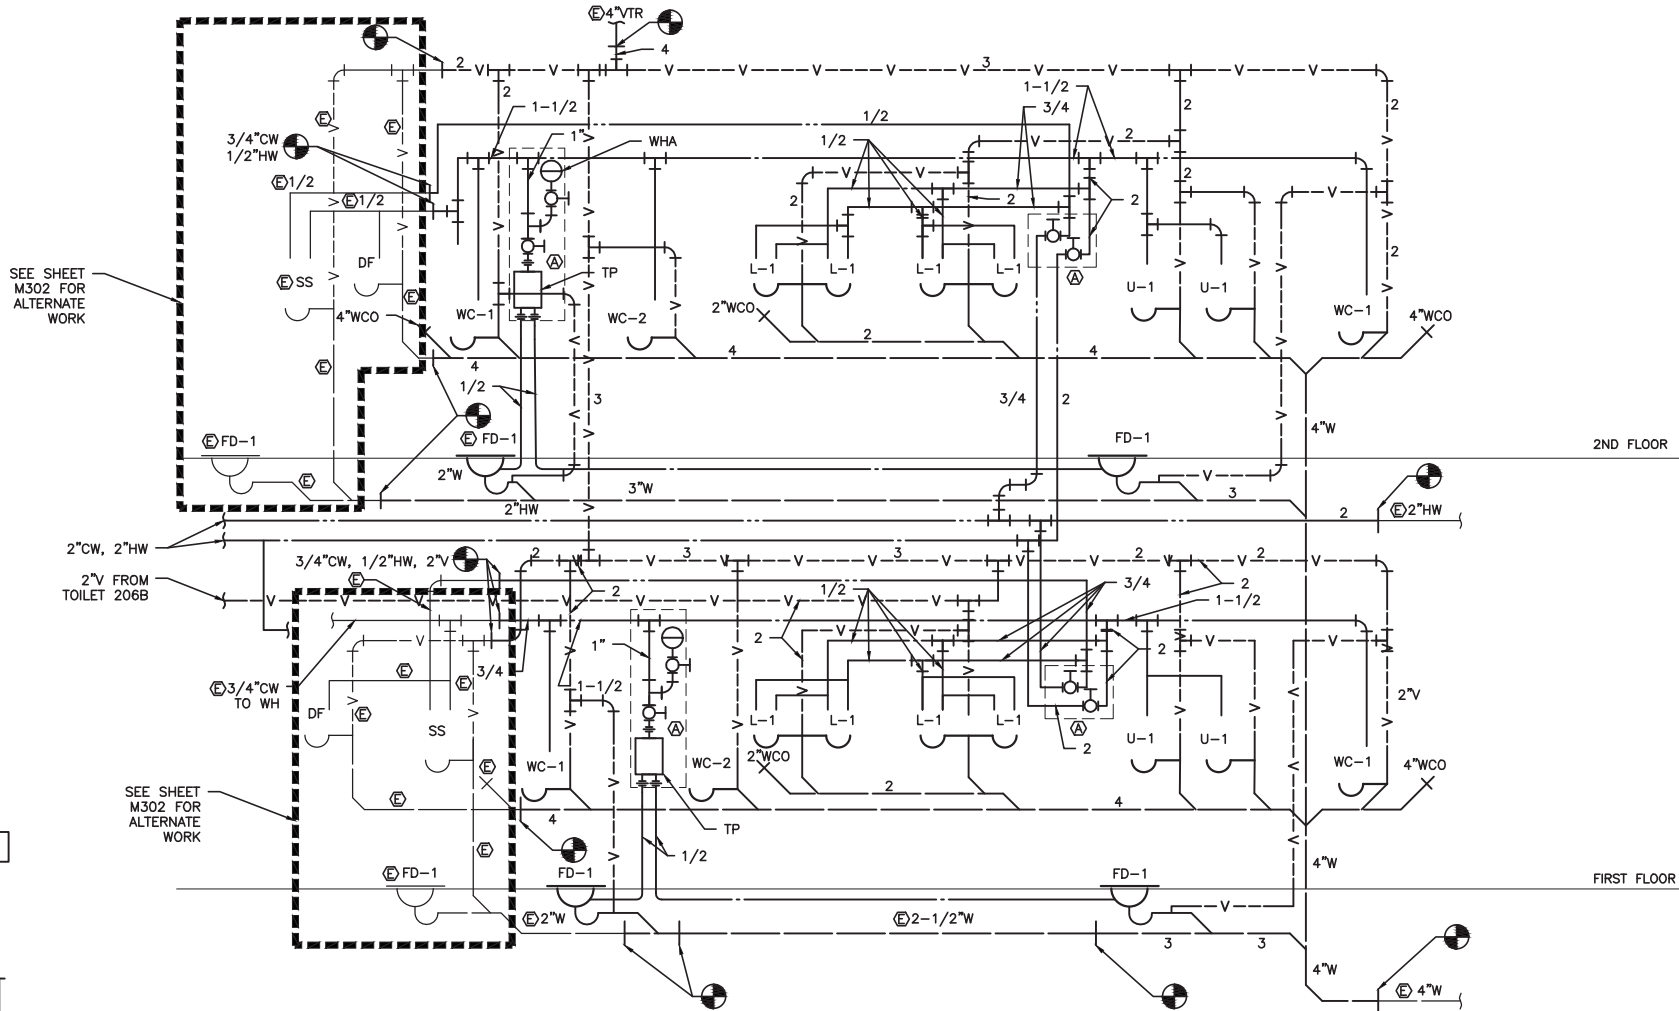 Ⓔ4"VTR
4
2 V V V V V 3 V V V V V
2
1-1/2
1"
WHA
1/2
1-1/2
3/4
1/2
2
2
2
3/4"CW
1/2"HW
Ⓔ
Ⓔ
Ⓔ1/2
Ⓔ1/2
2
2
2
2
DF
Ⓔ SS
Ⓔ
Ⓐ
TP
L-1 L-1 L-1 L-1
Ⓐ
U-1 U-1
2
SEE SHEET
M302 FOR
ALTERNATE
WORK
4"WCO
WC-1
WC-2
2"WCO
WC-1
4"WCO
2
4
4
4
Ⓔ
1/2
3
3/4
2
4"W
Ⓔ FD-1
Ⓔ FD-1
FD-1
2ND FLOOR
2"W
Ⓔ
3"W
V
3
2"HW
2
Ⓔ2"HW
2"CW, 2"HW
3/4"CW, 1/2"HW, 2"V
2 V V 3 V V 3 V V V 2 V V 2 V
Ⓔ
2"V FROM
TOILET 206B
V V V V V V V V V V
2
1/2
3/4
2
1-1/2
V
Ⓔ
3/4
1"
2
2
Ⓔ3/4"CW
TO WH
Ⓔ
1-1/2
2"V
DF
Ⓔ
SS
Ⓐ
L-1 L-1 L-1 L-1
Ⓐ
2
U-1 U-1
WC-1
WC-2
2"WCO
WC-1
4"WCO
Ⓔ
SEE SHEET
M302 FOR
ALTERNATE
WORK
Ⓔ
2
4
4
TP
Ⓔ
1/2
4"W
Ⓔ FD-1
FD-1
FD-1
FIRST FLOOR
Ⓔ2"W
Ⓔ2-1/2"W
V
3
3
4"W
Ⓔ 4"W